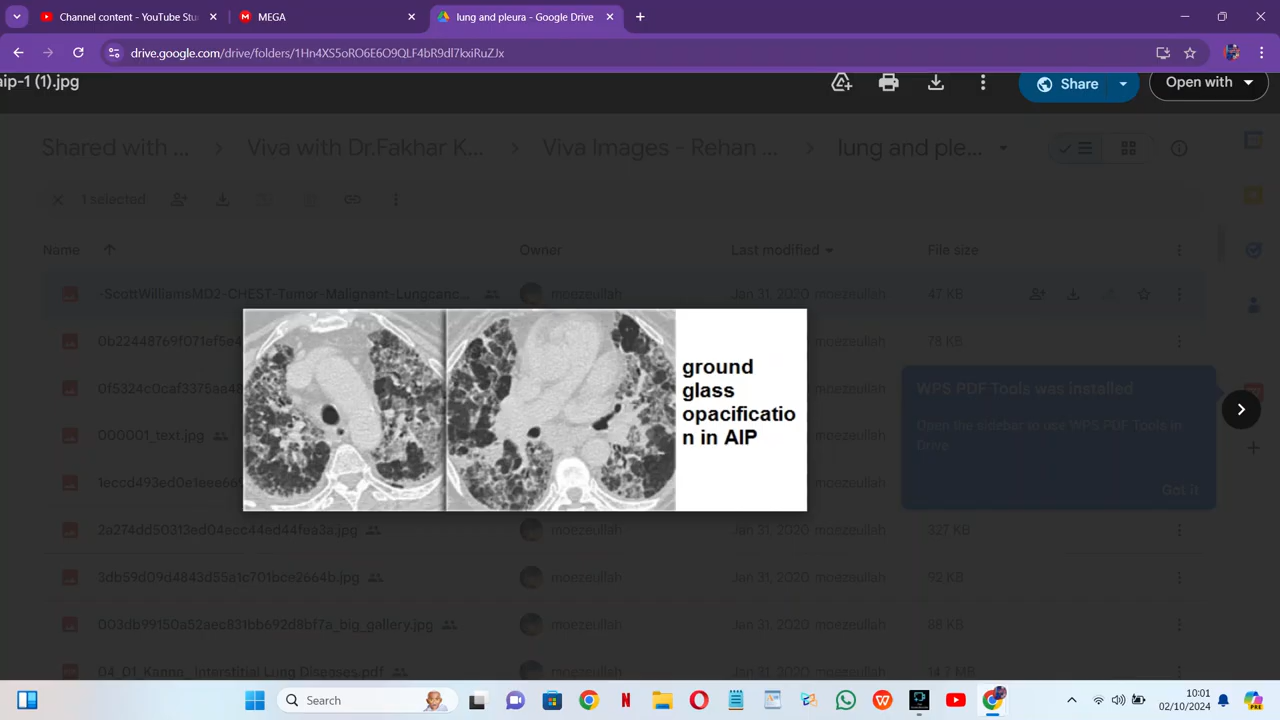 Channel content - YouTube Stu
MEGA
lung and pleura - Google Drive
drive.google.com/drive/folders/1Hn4XS5oRO6E6O9QLF4bR9dl7kxiRuZJx
aip-1 (1).jpg
Share
Open with
Shared with ...
Viva with Dr.Fakhar K...
Viva Images - Rehan ...
lung and ple...
1 selected
Name
Owner
Last modified
File size
-ScottWilliamsMD2-CHEST-Tumor-Malignant-Lungcanc...
moezeullah
Jan 31, 2020 moezeullah
47 KB
0b22448769f071ef5e4
moezeullah
Jan 31, 2020 moezeullah
78 KB
0f5324c0caf3375aa48
000001_text.jpg
1eccd493ed0e1eee66
WPS PDF Tools was installed
Open the sidebar to use WPS PDF Tools in
Drive.
Got it
ground
glass
opacificatio
n in AIP
2a274dd50313ed04ecc44ed44fea3a.jpg
moezeullah
Jan 31, 2020 moezeullah
327 KB
3db59d09d4843d55a1c701bce2664b.jpg
moezeullah
Jan 31, 2020 moezeullah
92 KB
003db99150a52aec831bb692d8bf7a_big_gallery.jpg
moezeullah
Jan 31, 2020 moezeullah
88 KB
04_01_Kanne_Interstitial Lung Diseases.pdf
moezeullah
Jan 31, 2020 moezeullah
14.7 MB
Search
10:01
02/10/2024